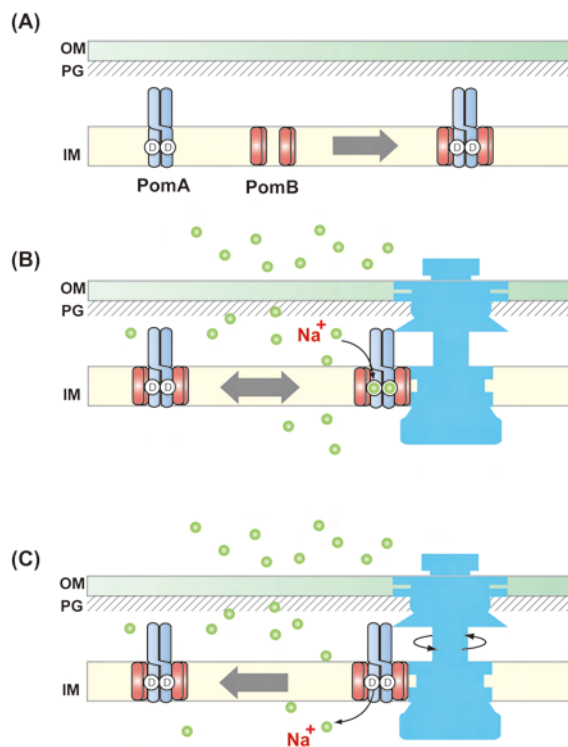 (A)
OM
PG
D D
IM
PomA
PomB
D D
(B)
OM
PG
Na+
D D
IM
(C)
OM
PG
D D
D D
IM
Na+